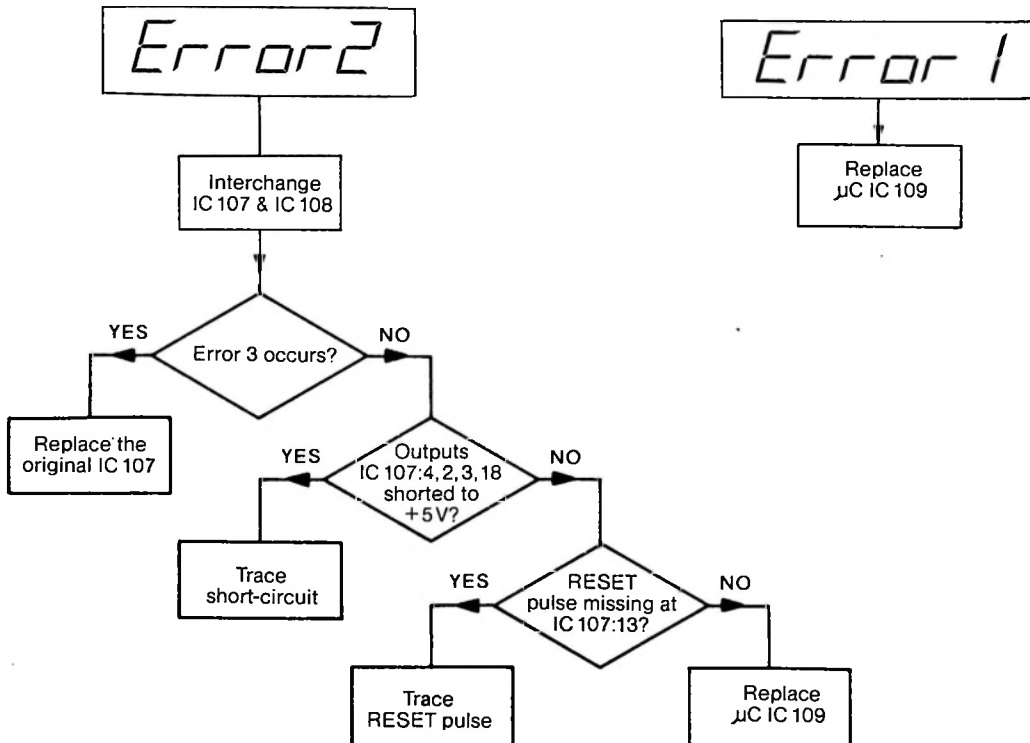 Error2
Interchange
IC 107 & IC 108
YES
NO
Error 3 occurs?
Replace the
original IC 107
YES
NO
Outputs
IC 107:4, 2, 3, 18
shorted to
+5V?
Trace
short-circuit
YES
NO
RESET
pulse missing at
IC 107:13?
Trace
RESET pulse
Replace
µC IC 109
Error 1
Replace
µC IC 109